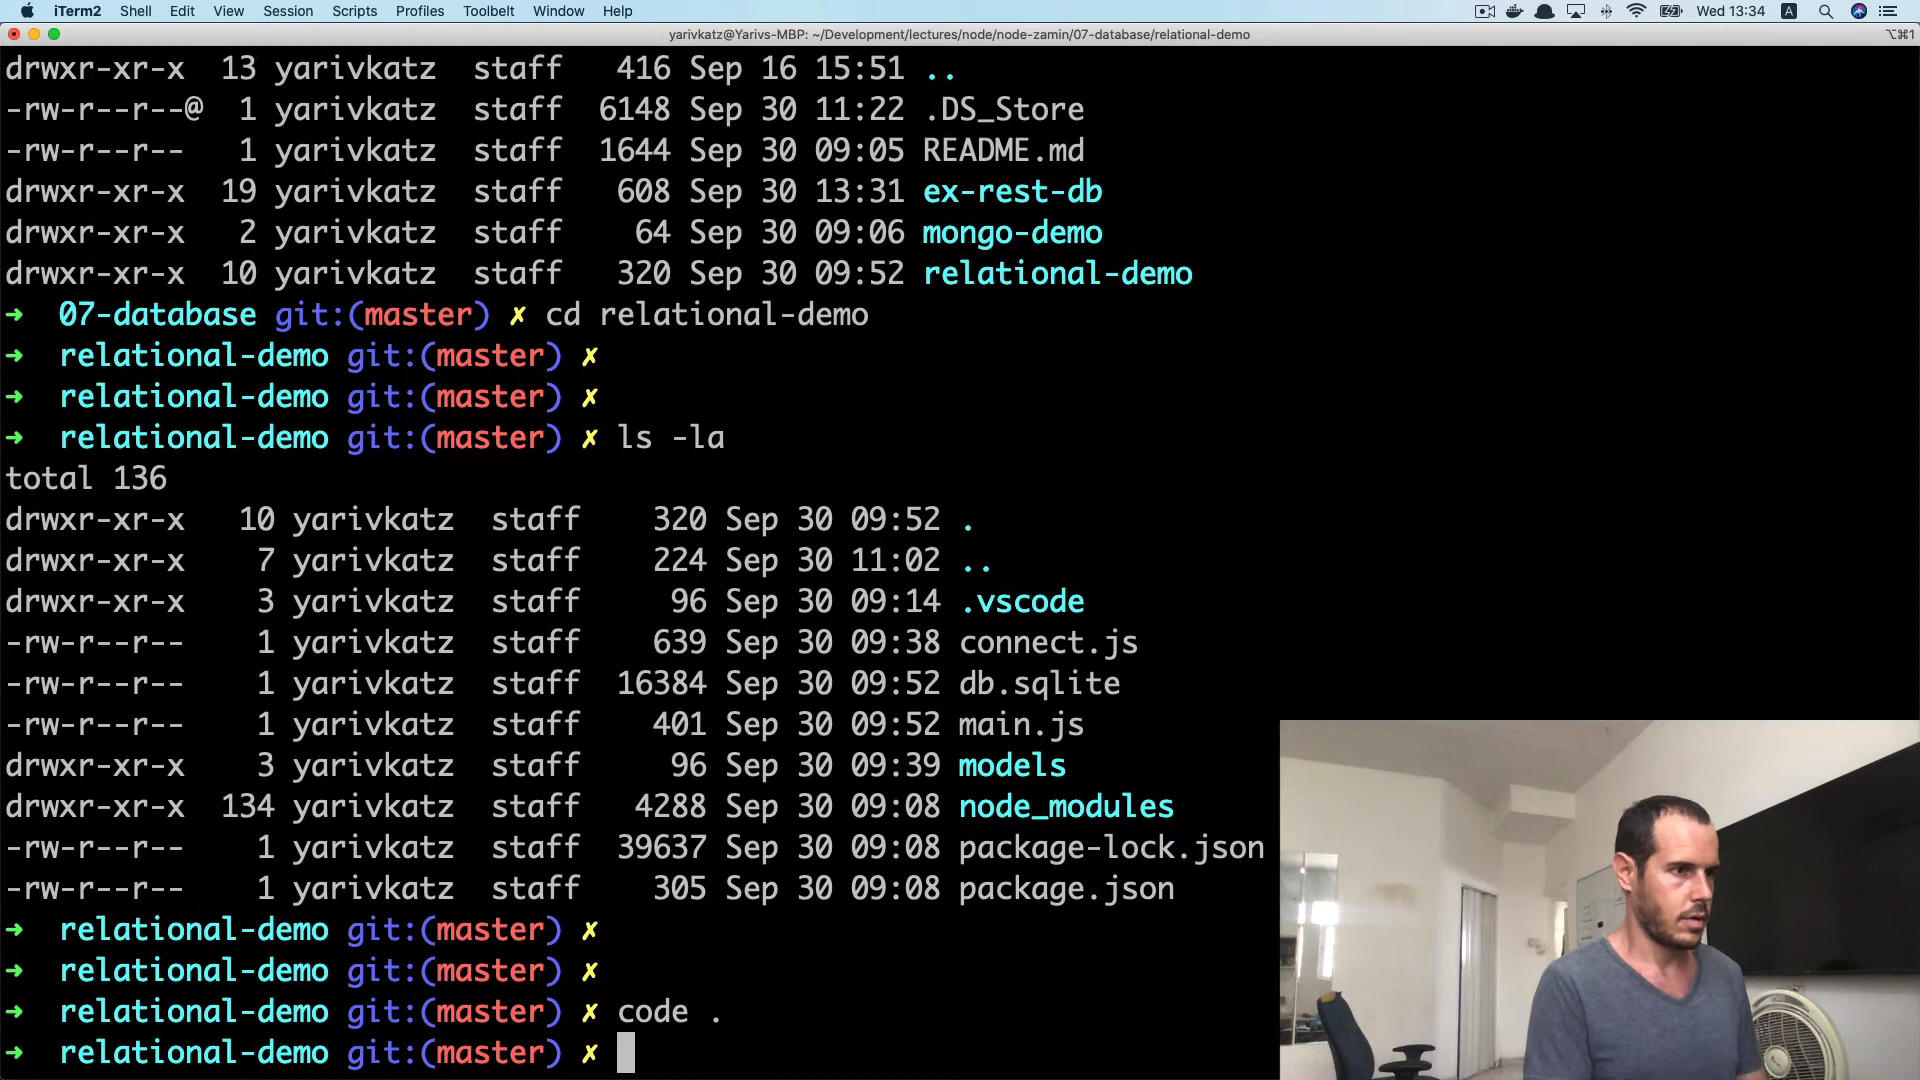 iTerm2 Shell Edit View Session Scripts Profiles Toolbelt Window Help Wed 13:34 A
yarivkatz@Yarivs-MBP: ~/Development/lectures/node/node-zamin/07-database/relational-demo ⌥⌘1
drwxr-xr-x 13 yarivkatz staff 416 Sep 16 15:51 ..
-rw-r--r--@ 1 yarivkatz staff 6148 Sep 30 11:22 .DS_Store
-rw-r--r-- 1 yarivkatz staff 1644 Sep 30 09:05 README.md
drwxr-xr-x 19 yarivkatz staff 608 Sep 30 13:31 ex-rest-db
drwxr-xr-x 2 yarivkatz staff 64 Sep 30 09:06 mongo-demo
drwxr-xr-x 10 yarivkatz staff 320 Sep 30 09:52 relational-demo
➜ 07-database git:(master) ✗ cd relational-demo
➜ relational-demo git:(master) ✗
➜ relational-demo git:(master) ✗
➜ relational-demo git:(master) ✗ ls -la
total 136
drwxr-xr-x 10 yarivkatz staff 320 Sep 30 09:52 .
drwxr-xr-x 7 yarivkatz staff 224 Sep 30 11:02 ..
drwxr-xr-x 3 yarivkatz staff 96 Sep 30 09:14 .vscode
-rw-r--r-- 1 yarivkatz staff 639 Sep 30 09:38 connect.js
-rw-r--r-- 1 yarivkatz staff 16384 Sep 30 09:52 db.sqlite
-rw-r--r-- 1 yarivkatz staff 401 Sep 30 09:52 main.js
drwxr-xr-x 3 yarivkatz staff 96 Sep 30 09:39 models
drwxr-xr-x 134 yarivkatz staff 4288 Sep 30 09:08 node_modules
-rw-r--r-- 1 yarivkatz staff 39637 Sep 30 09:08 package-lock.json
-rw-r--r-- 1 yarivkatz staff 305 Sep 30 09:08 package.json
➜ relational-demo git:(master) ✗
➜ relational-demo git:(master) ✗
➜ relational-demo git:(master) ✗ code .
➜ relational-demo git:(master) ✗